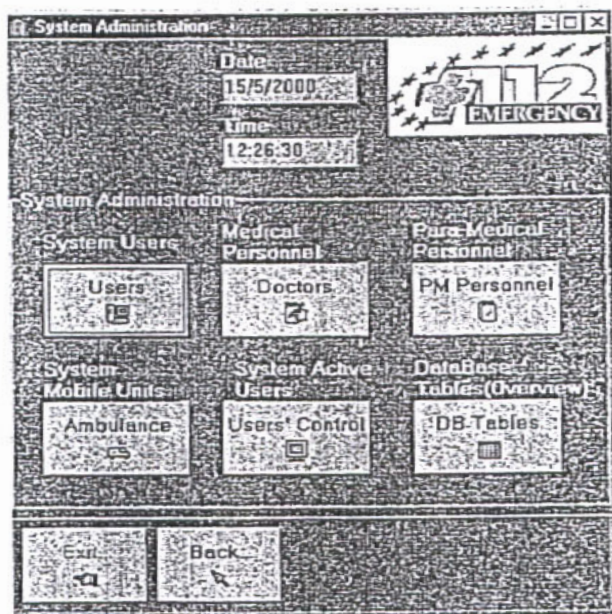 System Administration
Date
15/5/2000
Time
12:26:30
112
EMERGENCY
System Administration
System Users
Medical
Personnel
Para-Medical
Personnel
Users
Doctors
PM Personnel
System
Mobile Units
System Active
Users
DataBase
Tables(Overview)
Ambulance
Users' Control
DB-Tables
Exit...
Back...